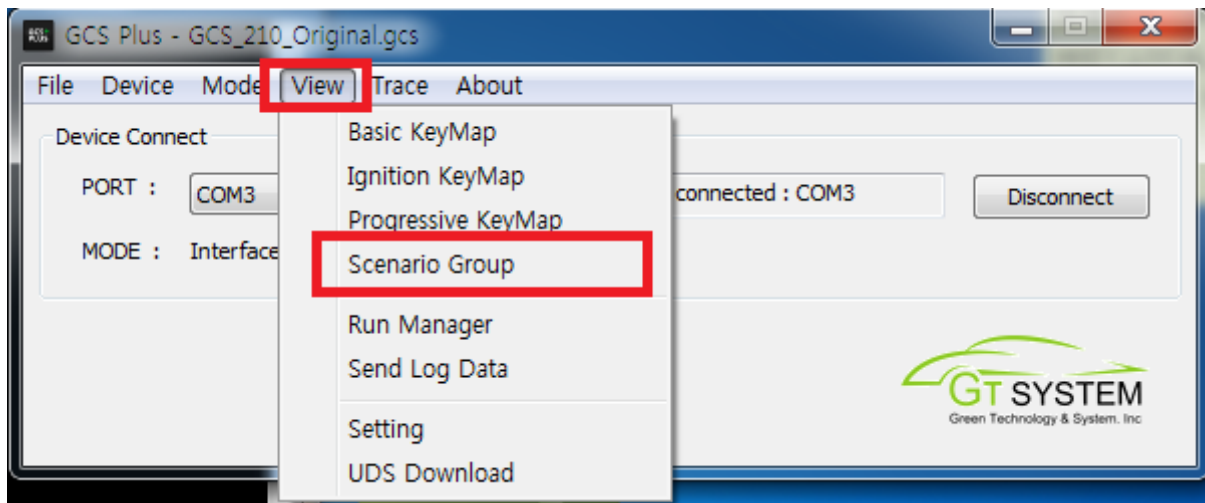 GCS Plus - GCS_210_Original.gcs
File Device Mode View Trace About
Device Connect
PORT : COM3
connected : COM3
Disconnect
MODE : Interface
Basic KeyMap
Ignition KeyMap
Progressive KeyMap
Scenario Group
Run Manager
Send Log Data
Setting
UDS Download
GT SYSTEM
Green Technology & System. Inc